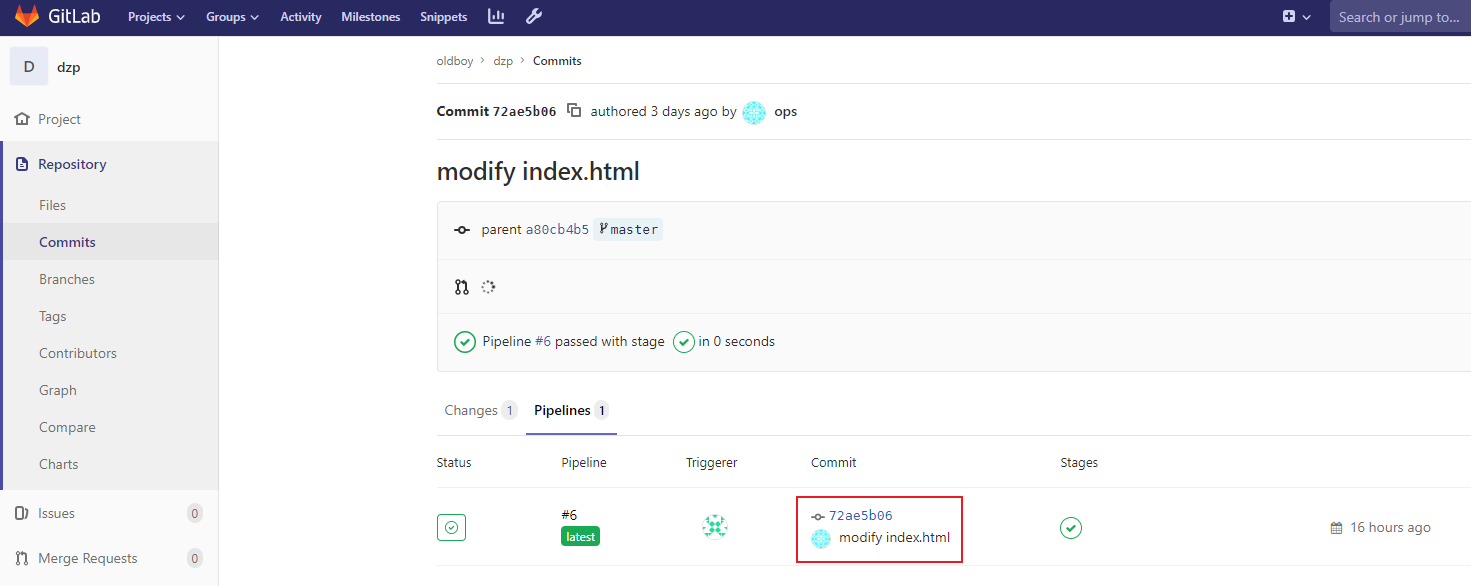 GitLab Projects Groups Activity Milestones Snippets Search or jump to...
D dzp
Project
Repository
Files
Commits
Branches
Tags
Contributors
Graph
Compare
Charts
Issues 0
Merge Requests 0
oldboy > dzp > Commits
Commit 72ae5b06 authored 3 days ago by ops
modify index.html
parent a80cb4b5 master
Pipeline #6 passed with stage in 0 seconds
Changes 1 Pipelines 1
Status Pipeline Triggerer Commit Stages
#6 72ae5b06
latest modify index.html 16 hours ago